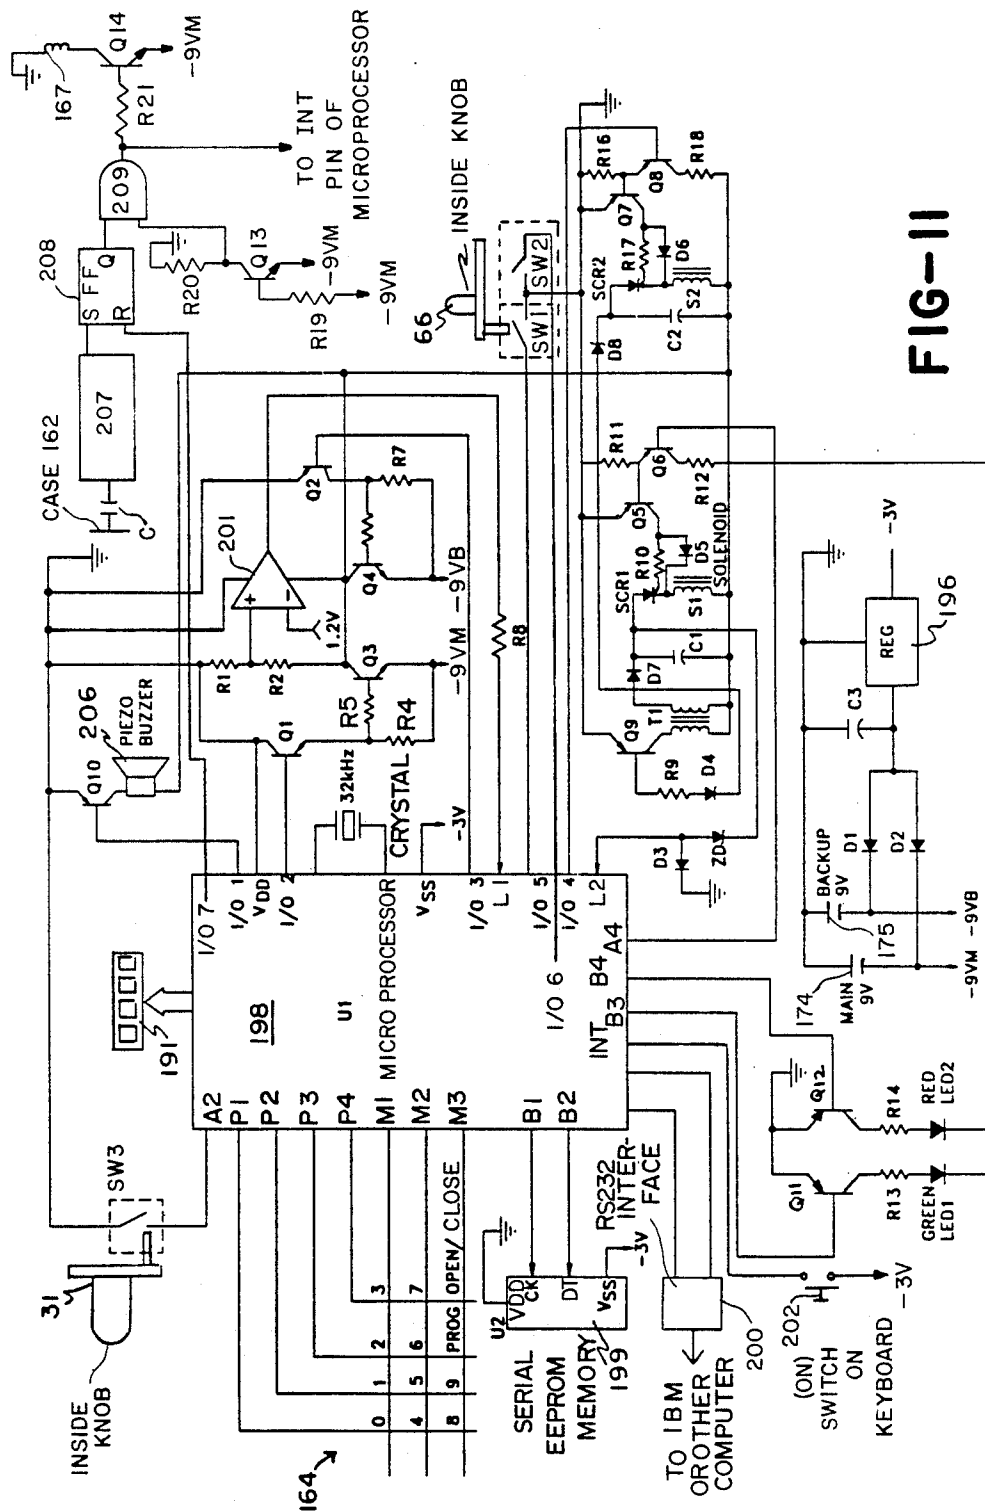 INSIDE
KNOB
31
SW3
191
CASE 162
C
207
208
S FF Q
R
209
R21
167
Q14
-9VM
R20
Q13
-9VM
R19
-9VM
TO INT
PIN OF
MICROPROCESSOR
Q10
206
PIEZO
BUZZER
R1
R2
+
-
201
1.2V
Q1
R5
Q3
R4
-9VM
Q2
Q4
R7
-9VB
32kHz
CRYSTAL
-3V
R8
66
INSIDE KNOB
SW1
SW2
198
U1
MICRO PROCESSOR
A2
P1
P2
P3
P4
M1
M2
M3
B1
B2
I/O 7
I/O 1
VDD
I/O 2
VSS
I/O 3
L1
I/O 5
I/O 4
L2
I/O 6
INT
B3
B4
A4
164
0 1 2 3
4 5 6 7
8 9 PROG OPEN/CLOSE
U2
VDD
CK
DT
VSS
-3V
SERIAL
EEPROM
MEMORY
199
RS232
INTER-
FACE
TO IBM
OROTHER
COMPUTER
200
(ON)
SWITCH
ON
KEYBOARD
202
-3V
Q11
Q12
R13
R14
GREEN
LED1
RED
LED2
D3
ZD
Q9
R9
D4
T1
D7
C1
SCR1
R10
D5
S1
SOLENOID
Q5
R11
Q6
R12
D8
C2
SCR2
R17
D6
S2
Q7
R16
Q8
R18
174
MAIN
9V
175
BACKUP
9V
-9VM
-9VB
D1
D2
C3
REG
196
-3V
FIG-11